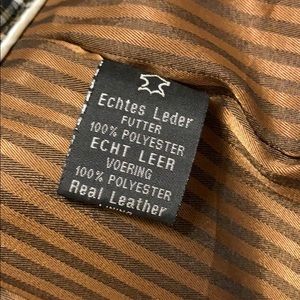 Echtes Leder
FUTTER
100% POLYESTER
ECHT LEER
VOERING
100% POLYESTER
Real Leather